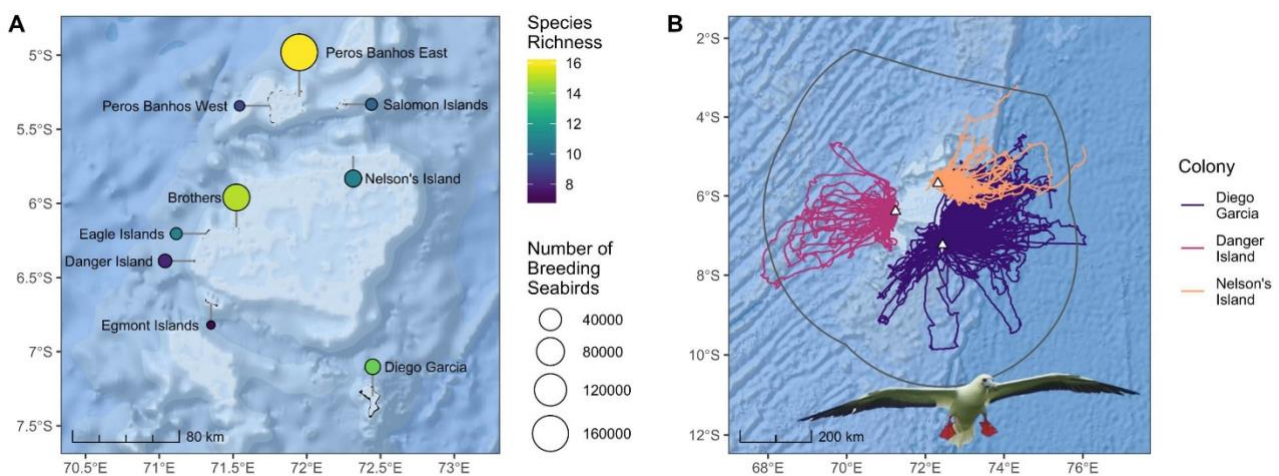 A
5°S
5.5°S
6°S
6.5°S
7°S
7.5°S
70.5°E
71°E
71.5°E
72°E
72.5°E
73°E
Peros Banhos East
Peros Banhos West
Salomon Islands
Nelson's Island
Brothers
Eagle Islands
Danger Island
Egmont Islands
Diego Garcia
80 km
Species
Richness
16
14
12
10
8
Number of
Breeding
Seabirds
40000
80000
120000
160000
B
2°S
4°S
6°S
8°S
10°S
12°S
68°E
70°E
72°E
74°E
76°E
200 km
Colony
Diego
Garcia
Danger
Island
Nelson's
Island